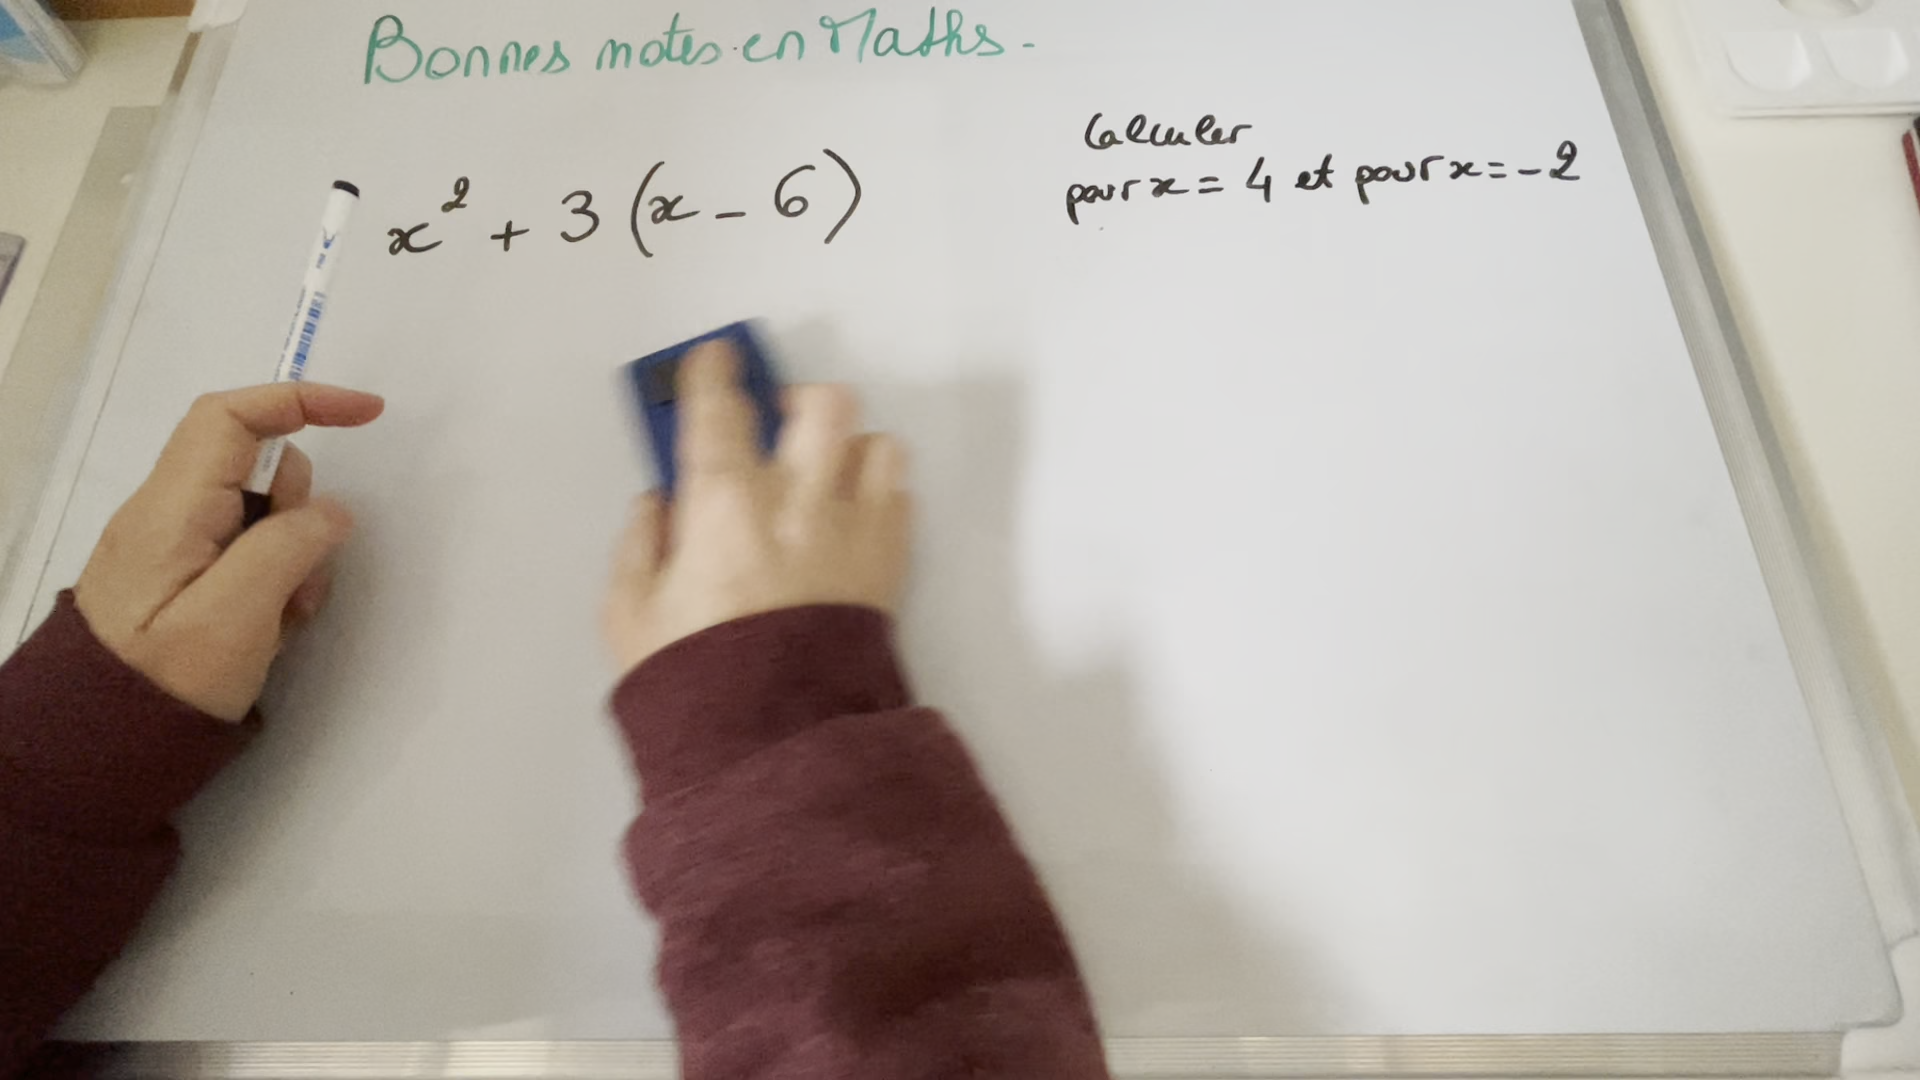 Bonnes notes en Maths.
x² + 3 (x - 6)
Calculer
pour x = 4 et pour x = -2